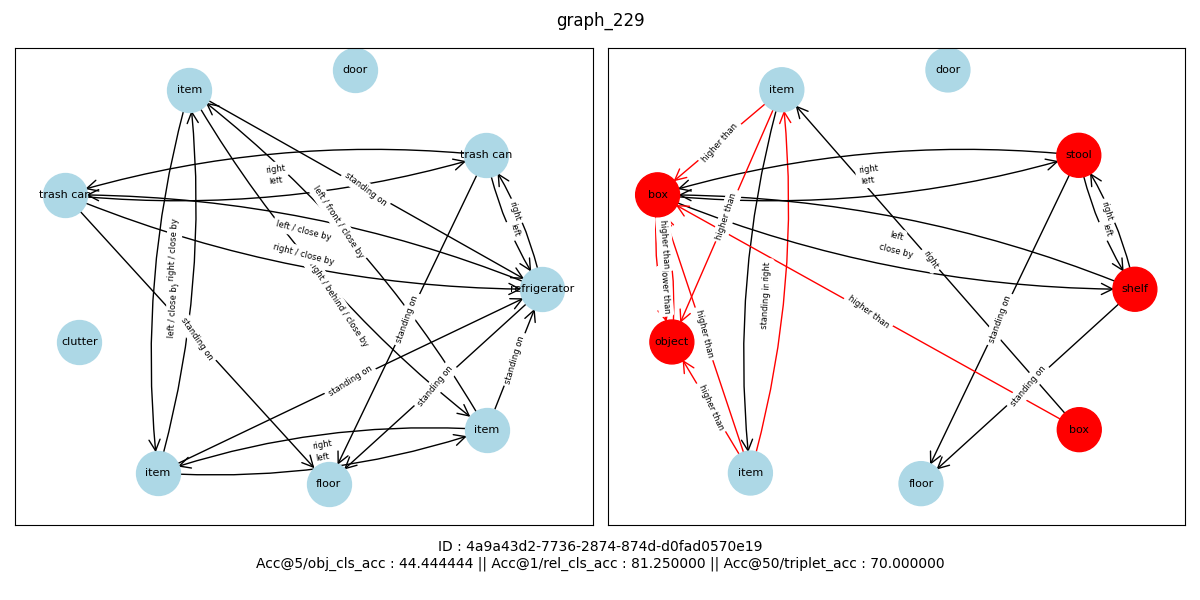 graph_229
door
item
trash can
right
left
trash can
standing on
left / front / close by
right
left
left / close by
right / close by
right / close by
refrigerator
left / close by
right / behind / close by
standing on
standing on
clutter
standing on
standing on
standing on
item
right
left
item
floor
door
item
higher than
stool
right
left
box
higher than
right
left
left
close by
right
higher than
standing in
right
shelf
higher than
standing on
higher than
object
standing on
higher than
box
item
floor
ID : 4a9a43d2-7736-2874-874d-d0fad0570e19
Acc@5/obj_cls_acc : 44.444444 || Acc@1/rel_cls_acc : 81.250000 || Acc@50/triplet_acc : 70.000000